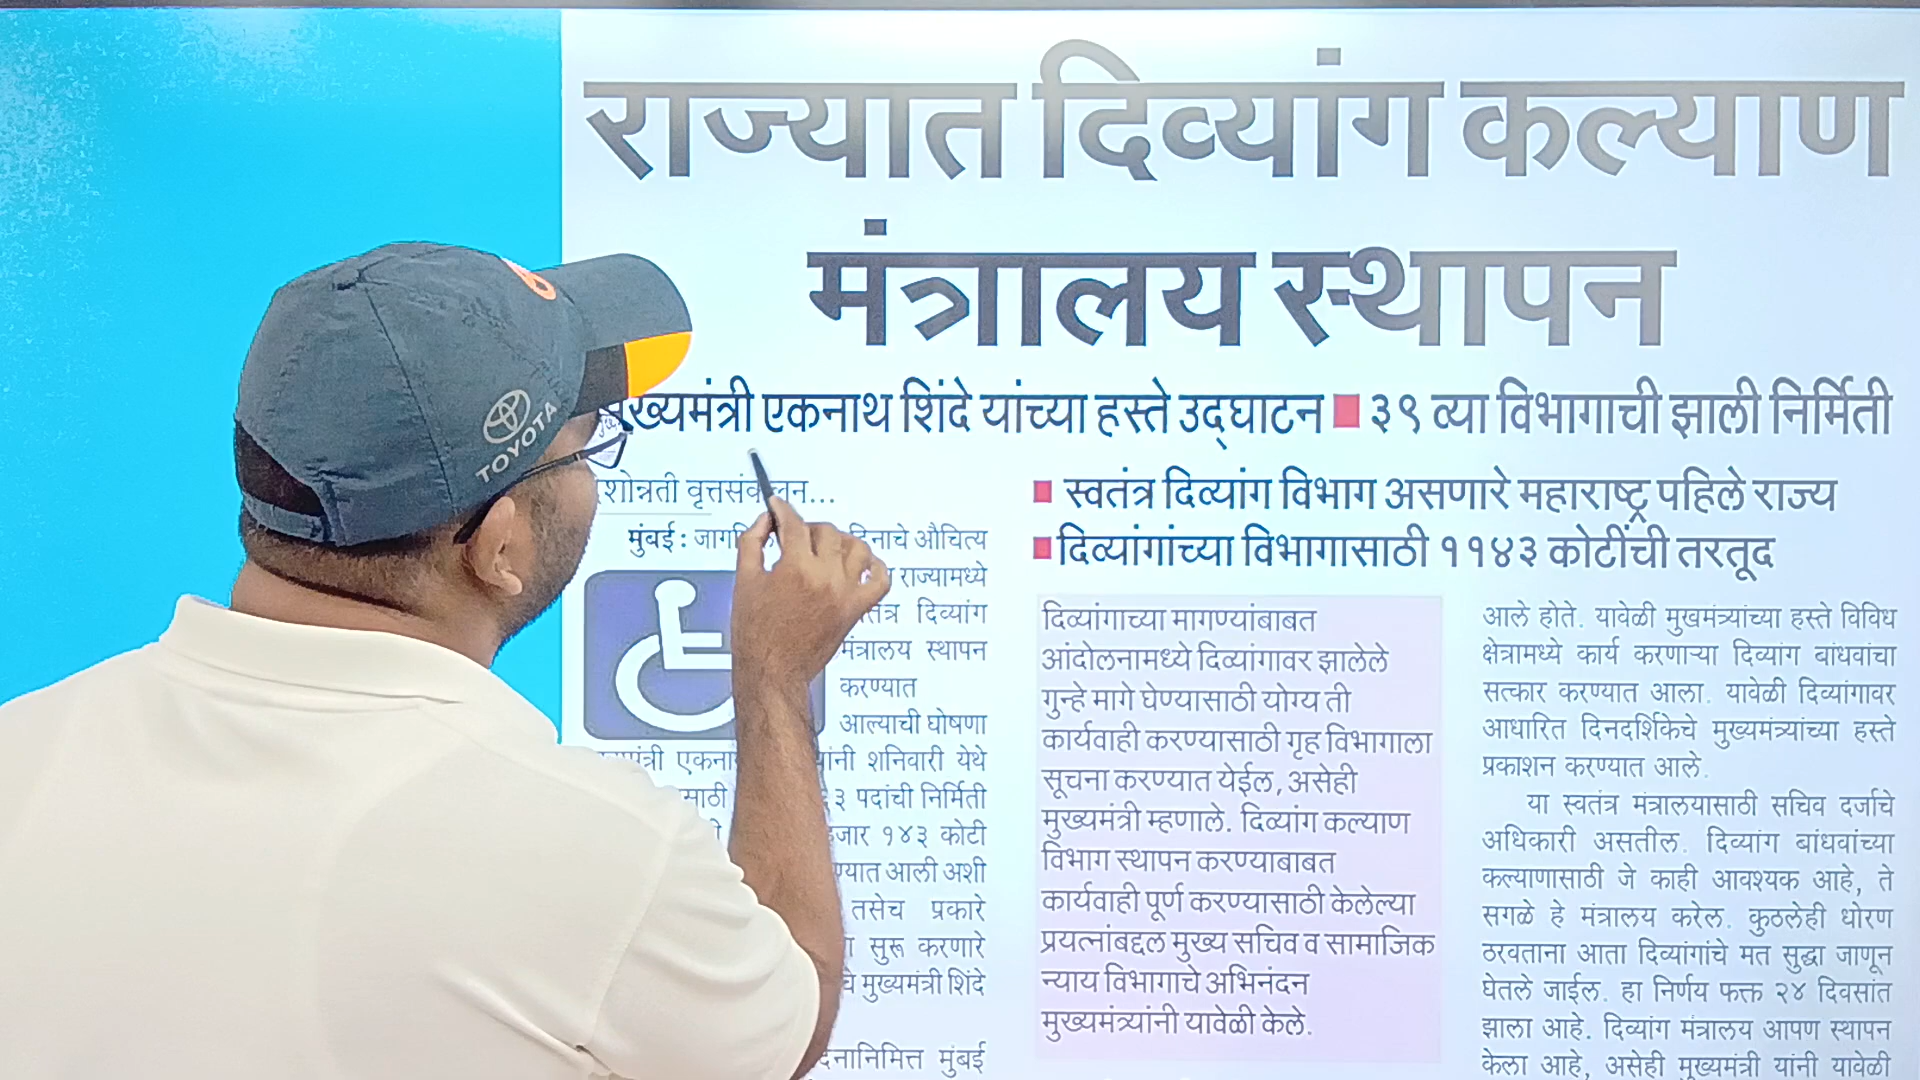 राज्यात दिव्यांग कल्याण
मंत्रालय स्थापन
मुख्यमंत्री एकनाथ शिंदे यांच्या हस्ते उद्घाटन ■ ३९ व्या विभागाची झाली निर्मिती
■ स्वतंत्र दिव्यांग विभाग असणारे महाराष्ट्र पहिले राज्य
■ दिव्यांगांच्या विभागासाठी ११४३ कोटींची तरतूद
TOYOTA
मुंबई : दिनाचे औचित्य
राज्यामध्ये
दिव्यांग
मंत्रालय स्थापन
करण्यात
आल्याची घोषणा
शनिवारी येथे
पदांची निर्मिती
१४३ कोटी
आली अशी
तसेच प्रकारे
सुरू करणारे
मुख्यमंत्री शिंदे
मुंबई
दिव्यांगाच्या मागण्यांबाबत
आंदोलनामध्ये दिव्यांगावर झालेले
गुन्हे मागे घेण्यासाठी योग्य ती
कार्यवाही करण्यासाठी गृह विभागाला
सूचना करण्यात येईल, असेही
मुख्यमंत्री म्हणाले. दिव्यांग कल्याण
विभाग स्थापन करण्याबाबत
कार्यवाही पूर्ण करण्यासाठी केलेल्या
प्रयत्नांबद्दल मुख्य सचिव व सामाजिक
न्याय विभागाचे अभिनंदन
मुख्यमंत्र्यांनी यावेळी केले.
आले होते. यावेळी मुखमंत्र्यांच्या हस्ते विविध
क्षेत्रामध्ये कार्य करणाऱ्या दिव्यांग बांधवांचा
सत्कार करण्यात आला. यावेळी दिव्यांगावर
आधारित दिनदर्शिकेचे मुख्यमंत्र्यांच्या हस्ते
प्रकाशन करण्यात आले.
या स्वतंत्र मंत्रालयासाठी सचिव दर्जाचे
अधिकारी असतील. दिव्यांग बांधवांच्या
कल्याणासाठी जे काही आवश्यक आहे, ते
सगळे हे मंत्रालय करेल. कुठलेही धोरण
ठरवताना आता दिव्यांगांचे मत सुद्धा जाणून
घेतले जाईल. हा निर्णय फक्त २४ दिवसांत
झाला आहे. दिव्यांग मंत्रालय आपण स्थापन
केला आहे, असेही मुख्यमंत्री यांनी यावेळी